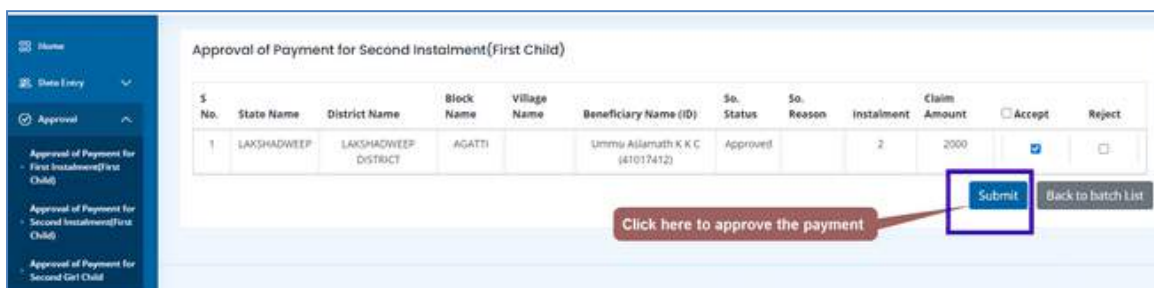 Home
Data Entry
Approval
Approval of Payment for
First Instalment(First
Child)
Approval of Payment for
Second Instalment(First
Child)
Approval of Payment for
Second Girl Child
Approval of Payment for Second Instalment(First Child)
S No. State Name District Name Block Name Village Name Beneficiary Name (ID) So. Status So. Reason Instalment Claim Amount Accept Reject
1 LAKSHADWEEP LAKSHADWEEP DISTRICT AGATTI Ummu Aslamath K K C (41017412) Approved 2 2000
Submit Back to batch List
Click here to approve the payment